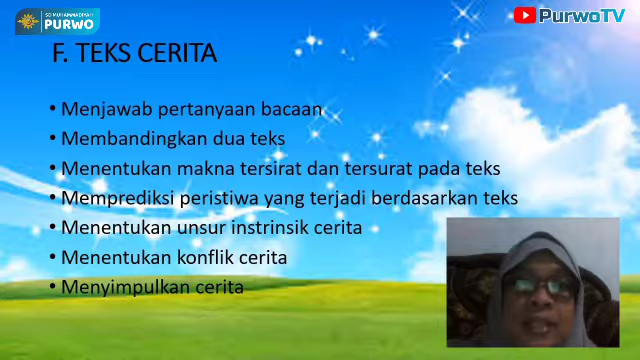 SD MUHAMMADIYAH
PURWO
PurwoTV
F. TEKS CERITA
• Menjawab pertanyaan bacaan
• Membandingkan dua teks
• Menentukan makna tersirat dan tersurat pada teks
• Memprediksi peristiwa yang terjadi berdasarkan teks
• Menentukan unsur instrinsik cerita
• Menentukan konflik cerita
• Menyimpulkan cerita